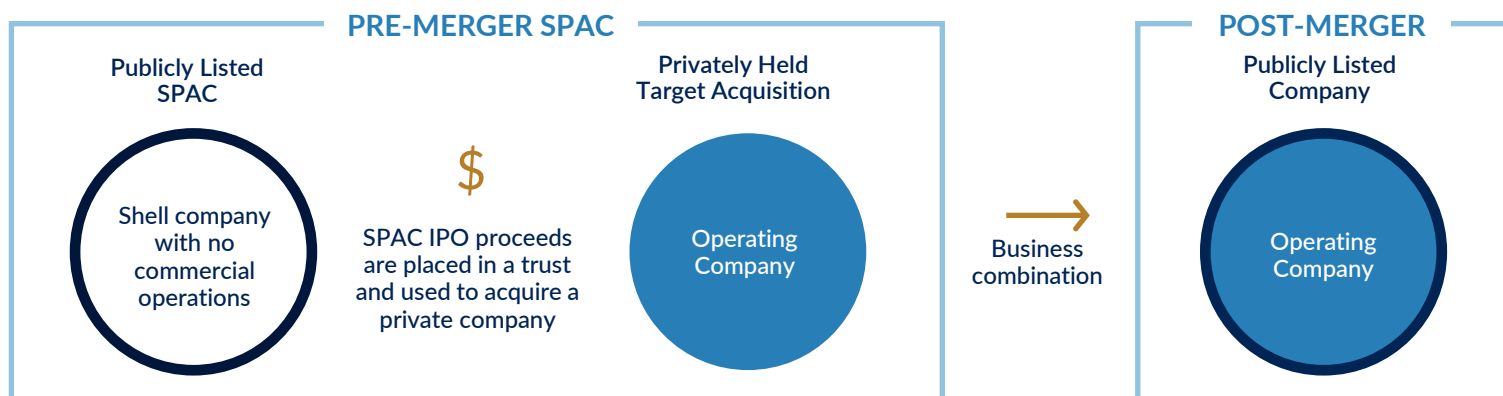 PRE-MERGER SPAC
Publicly Listed
SPAC
Shell company
with no
commercial
operations
$
SPAC IPO proceeds
are placed in a trust
and used to acquire a
private company
Privately Held
Target Acquisition
Operating
Company
Business
combination
POST-MERGER
Publicly Listed
Company
Operating
Company